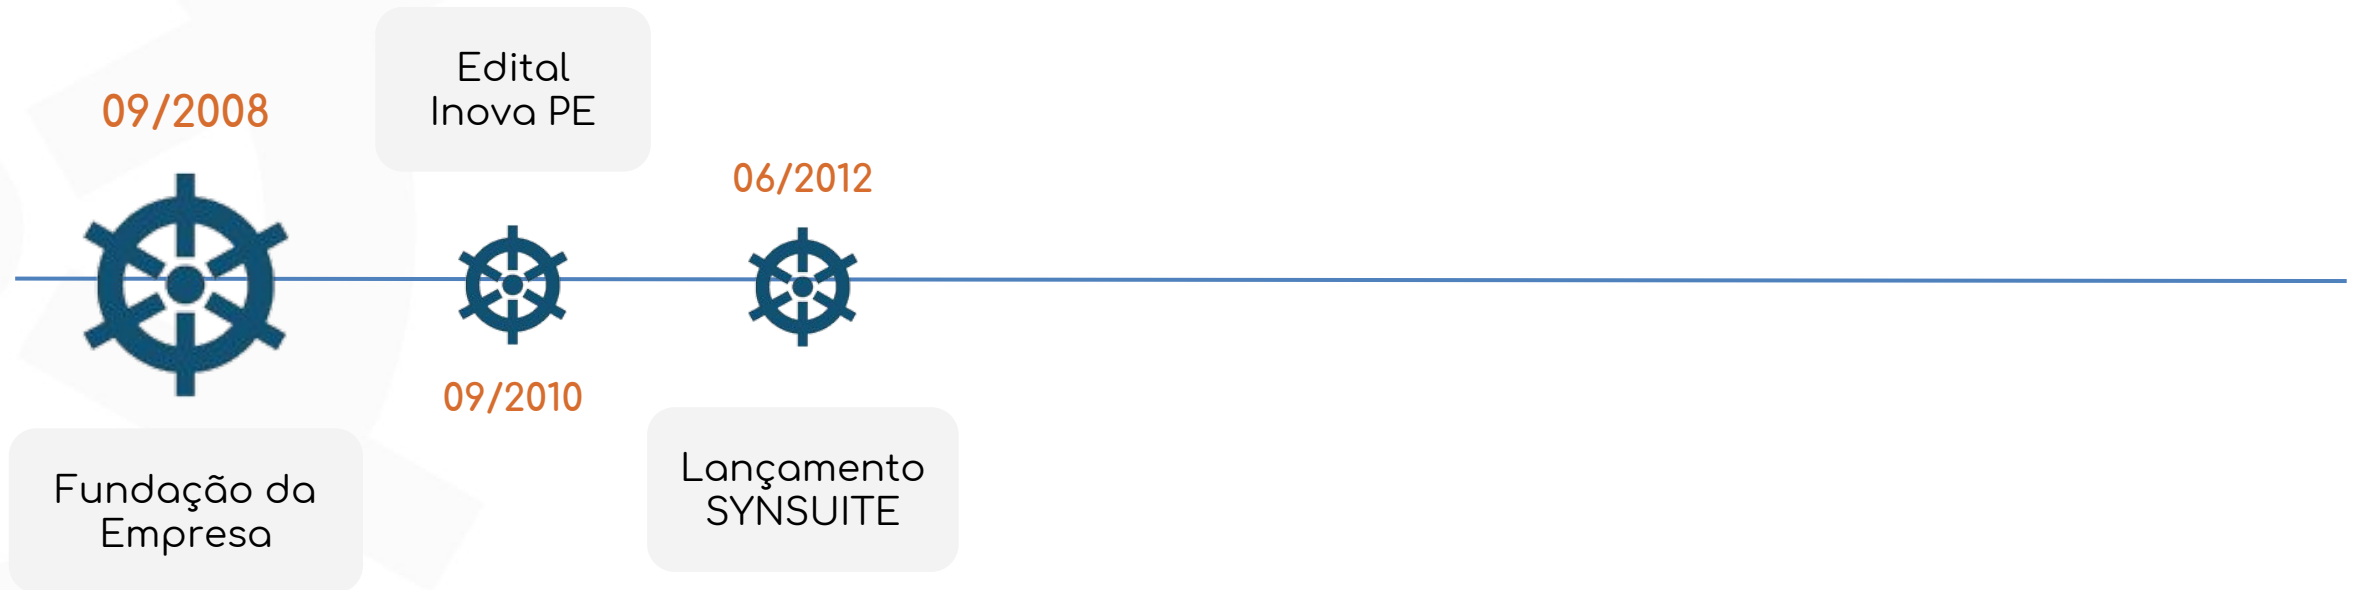 09/2008
Fundação da
Empresa
Edital
Inova PE
09/2010
06/2012
Lançamento
SYNSUITE